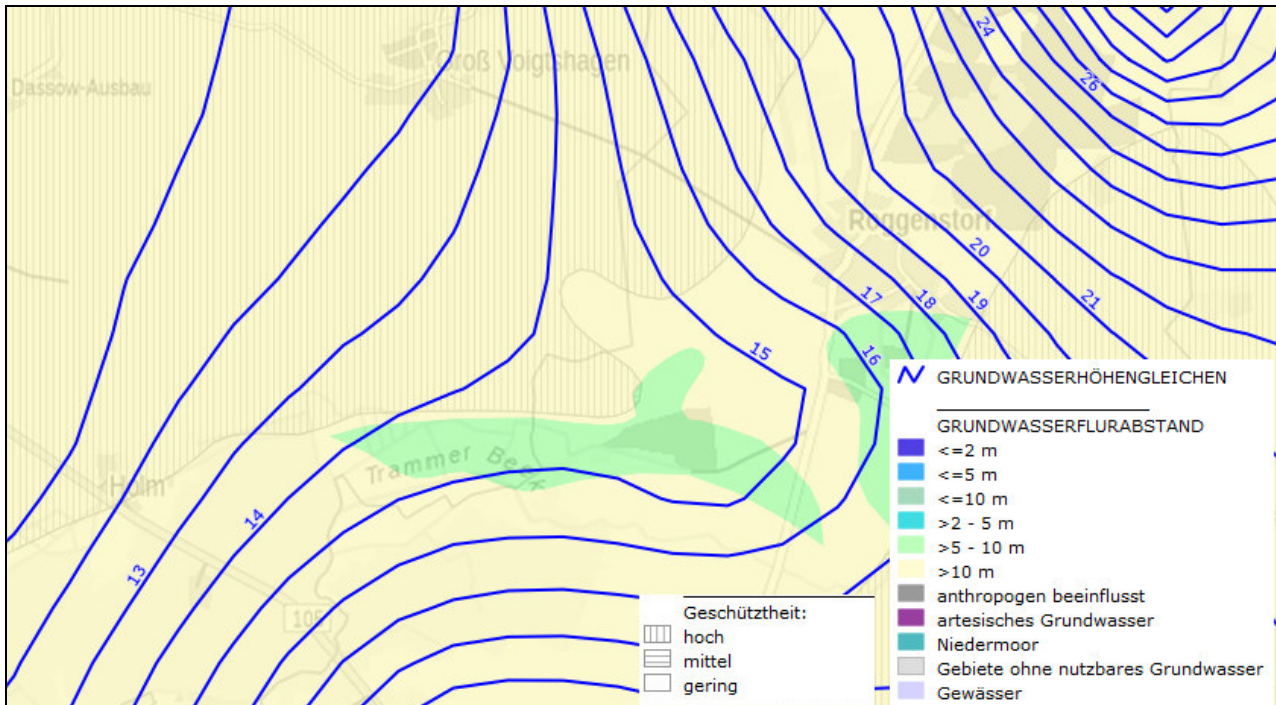 24
Groß Voigtshagen
Dassow-Ausbau
26
Roggenstorf
20
17
18
19
21
15
16
GRUNDWASSERHÖHENGLEICHEN
GRUNDWASSERFLURABSTAND
<=2 m
<=5 m
<=10 m
>2 - 5 m
>5 - 10 m
>10 m
anthropogen beeinflusst
artesisches Grundwasser
Niedermoor
Gebiete ohne nutzbares Grundwasser
Gewässer
Trammer Beek
Holm
14
13
105
Geschütztheit:
hoch
mittel
gering